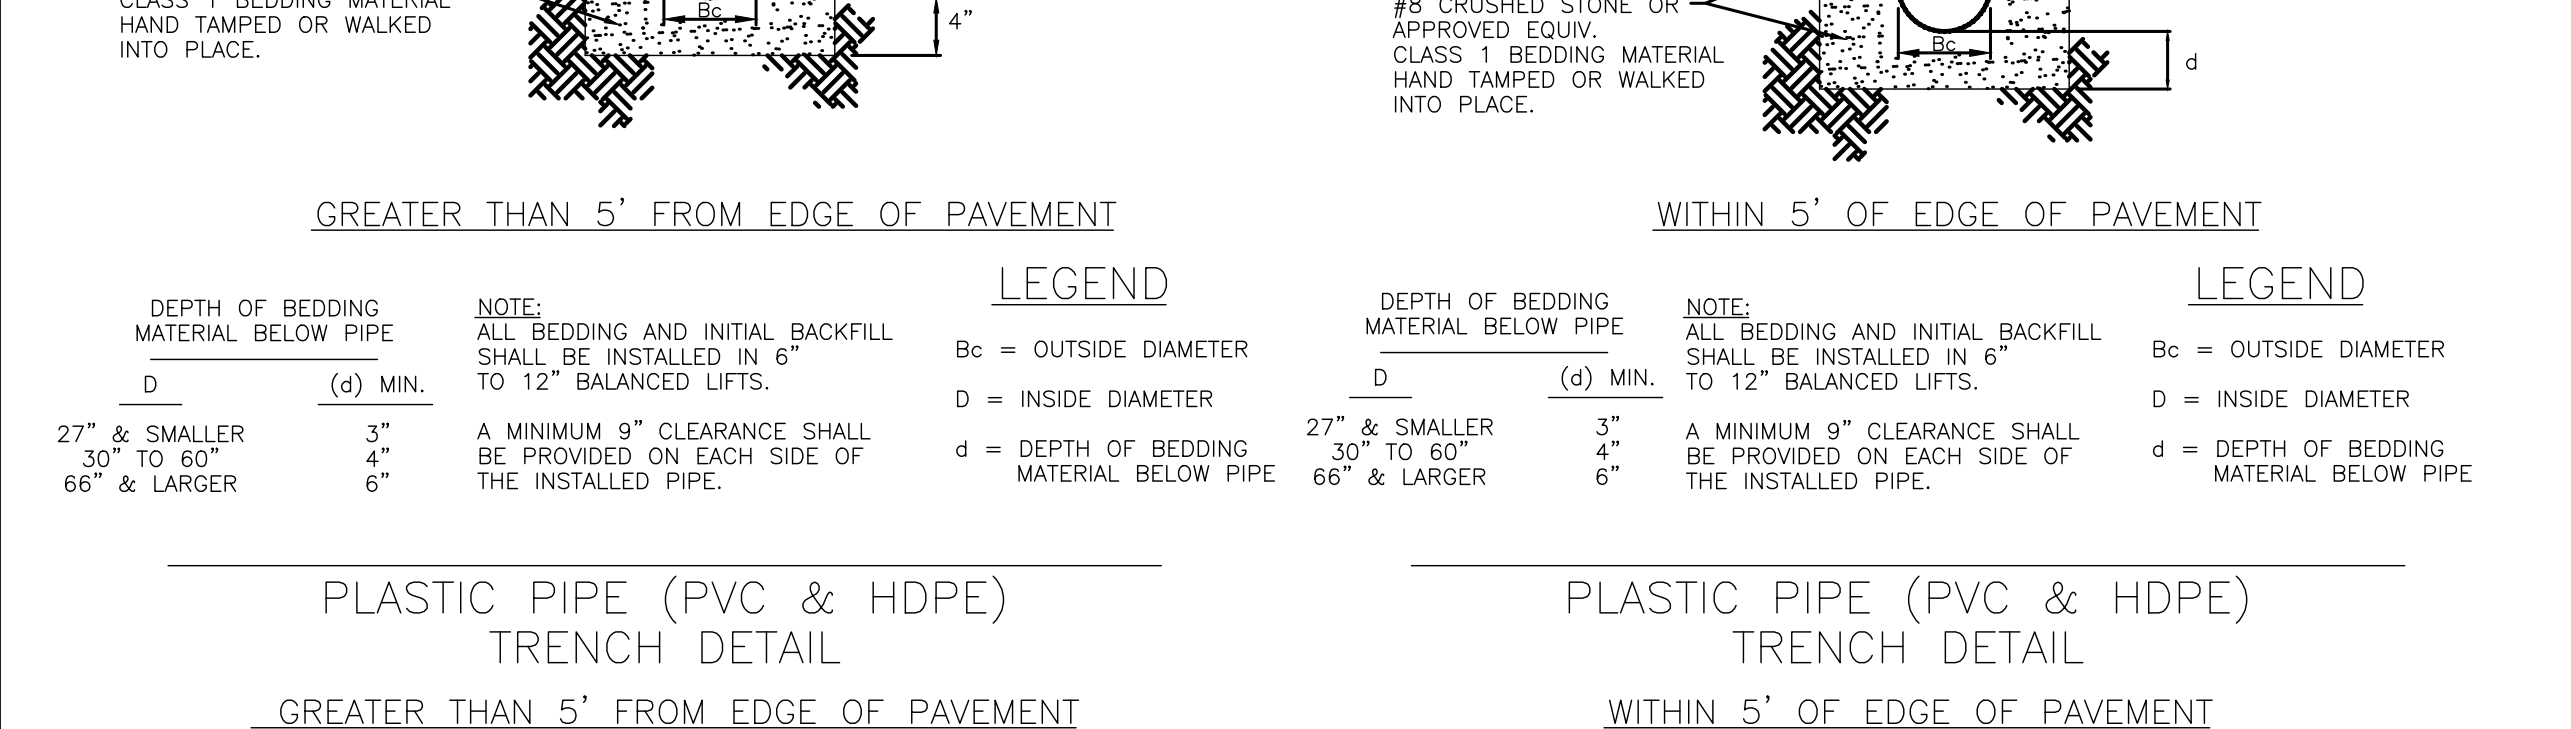 CLASS 1 BEDDING MATERIAL
HAND TAMPED OR WALKED
INTO PLACE.
Bc
4”
GREATER THAN 5’ FROM EDGE OF PAVEMENT
DEPTH OF BEDDING
MATERIAL BELOW PIPE
D (d) MIN.
27” & SMALLER 3”
30” TO 60” 4”
66” & LARGER 6”
NOTE:
ALL BEDDING AND INITIAL BACKFILL
SHALL BE INSTALLED IN 6”
TO 12” BALANCED LIFTS.
A MINIMUM 9” CLEARANCE SHALL
BE PROVIDED ON EACH SIDE OF
THE INSTALLED PIPE.
LEGEND
Bc = OUTSIDE DIAMETER
D = INSIDE DIAMETER
d = DEPTH OF BEDDING
MATERIAL BELOW PIPE
PLASTIC PIPE (PVC & HDPE)
TRENCH DETAIL
GREATER THAN 5’ FROM EDGE OF PAVEMENT
#8 CRUSHED STONE OR
APPROVED EQUIV.
CLASS 1 BEDDING MATERIAL
HAND TAMPED OR WALKED
INTO PLACE.
Bc
d
WITHIN 5’ OF EDGE OF PAVEMENT
DEPTH OF BEDDING
MATERIAL BELOW PIPE
D (d) MIN.
27” & SMALLER 3”
30” TO 60” 4”
66” & LARGER 6”
NOTE:
ALL BEDDING AND INITIAL BACKFILL
SHALL BE INSTALLED IN 6”
TO 12” BALANCED LIFTS.
A MINIMUM 9” CLEARANCE SHALL
BE PROVIDED ON EACH SIDE OF
THE INSTALLED PIPE.
LEGEND
Bc = OUTSIDE DIAMETER
D = INSIDE DIAMETER
d = DEPTH OF BEDDING
MATERIAL BELOW PIPE
PLASTIC PIPE (PVC & HDPE)
TRENCH DETAIL
WITHIN 5’ OF EDGE OF PAVEMENT